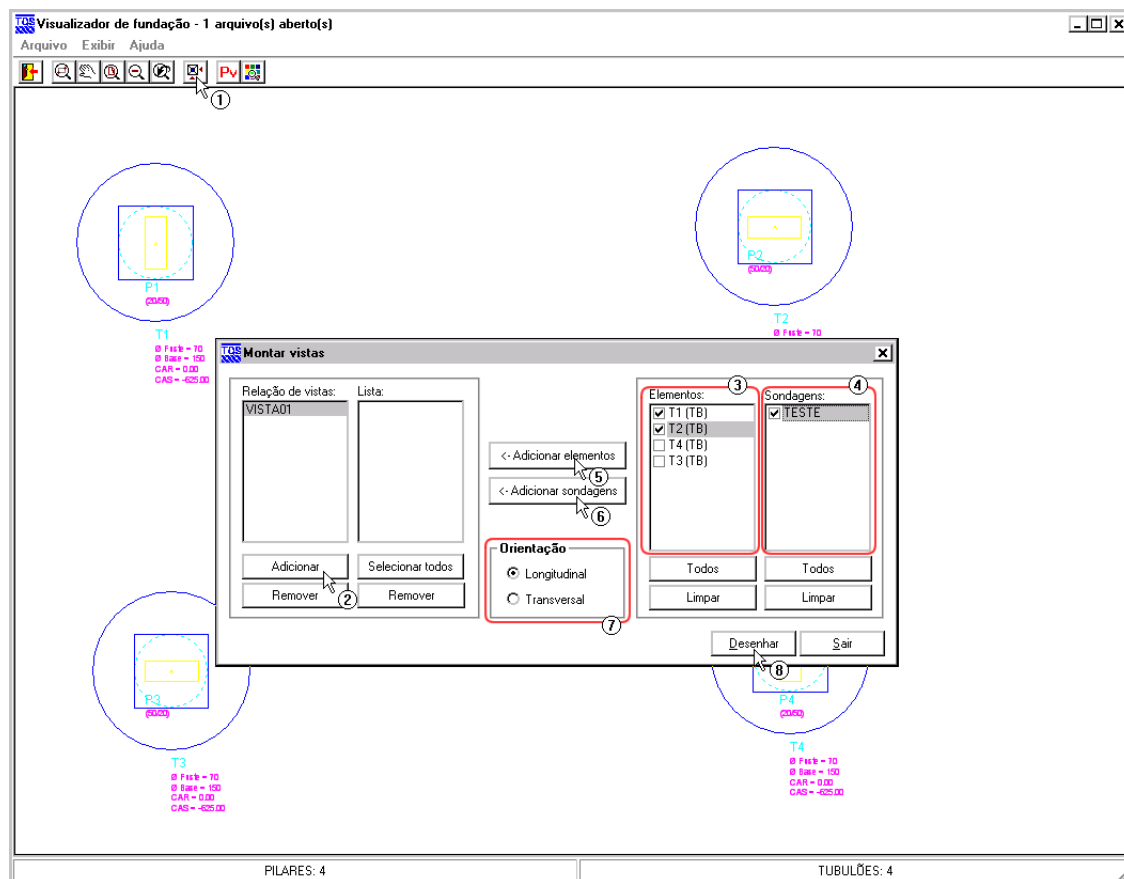 TQS Visualizador de fundação - 1 arquivo(s) aberto(s)
Arquivo Exibir Ajuda
Pv
1
P1
(20/50)
T1
Ø Fuste = 70
Ø Base = 150
CAR = 0.00
CAS = -625.00
P2
(50/20)
T2
Ø Fuste = 70
TQS Montar vistas
Relação de vistas:
VISTA01
Lista:
Adicionar
2
Remover
Selecionar todos
Remover
<- Adicionar elementos
5
<- Adicionar sondagens
6
Orientação
Longitudinal
Transversal
7
Elementos:
3
T1 (TB)
T2 (TB)
T4 (TB)
T3 (TB)
Todos
Limpar
Sondagens:
4
TESTE
Todos
Limpar
Desenhar
8
Sair
P3
(50/20)
T3
Ø Fuste = 70
Ø Base = 150
CAR = 0.00
CAS = -625.00
P4
(20/50)
T4
Ø Fuste = 70
Ø Base = 150
CAR = 0.00
CAS = -625.00
PILARES: 4
TUBULÕES: 4